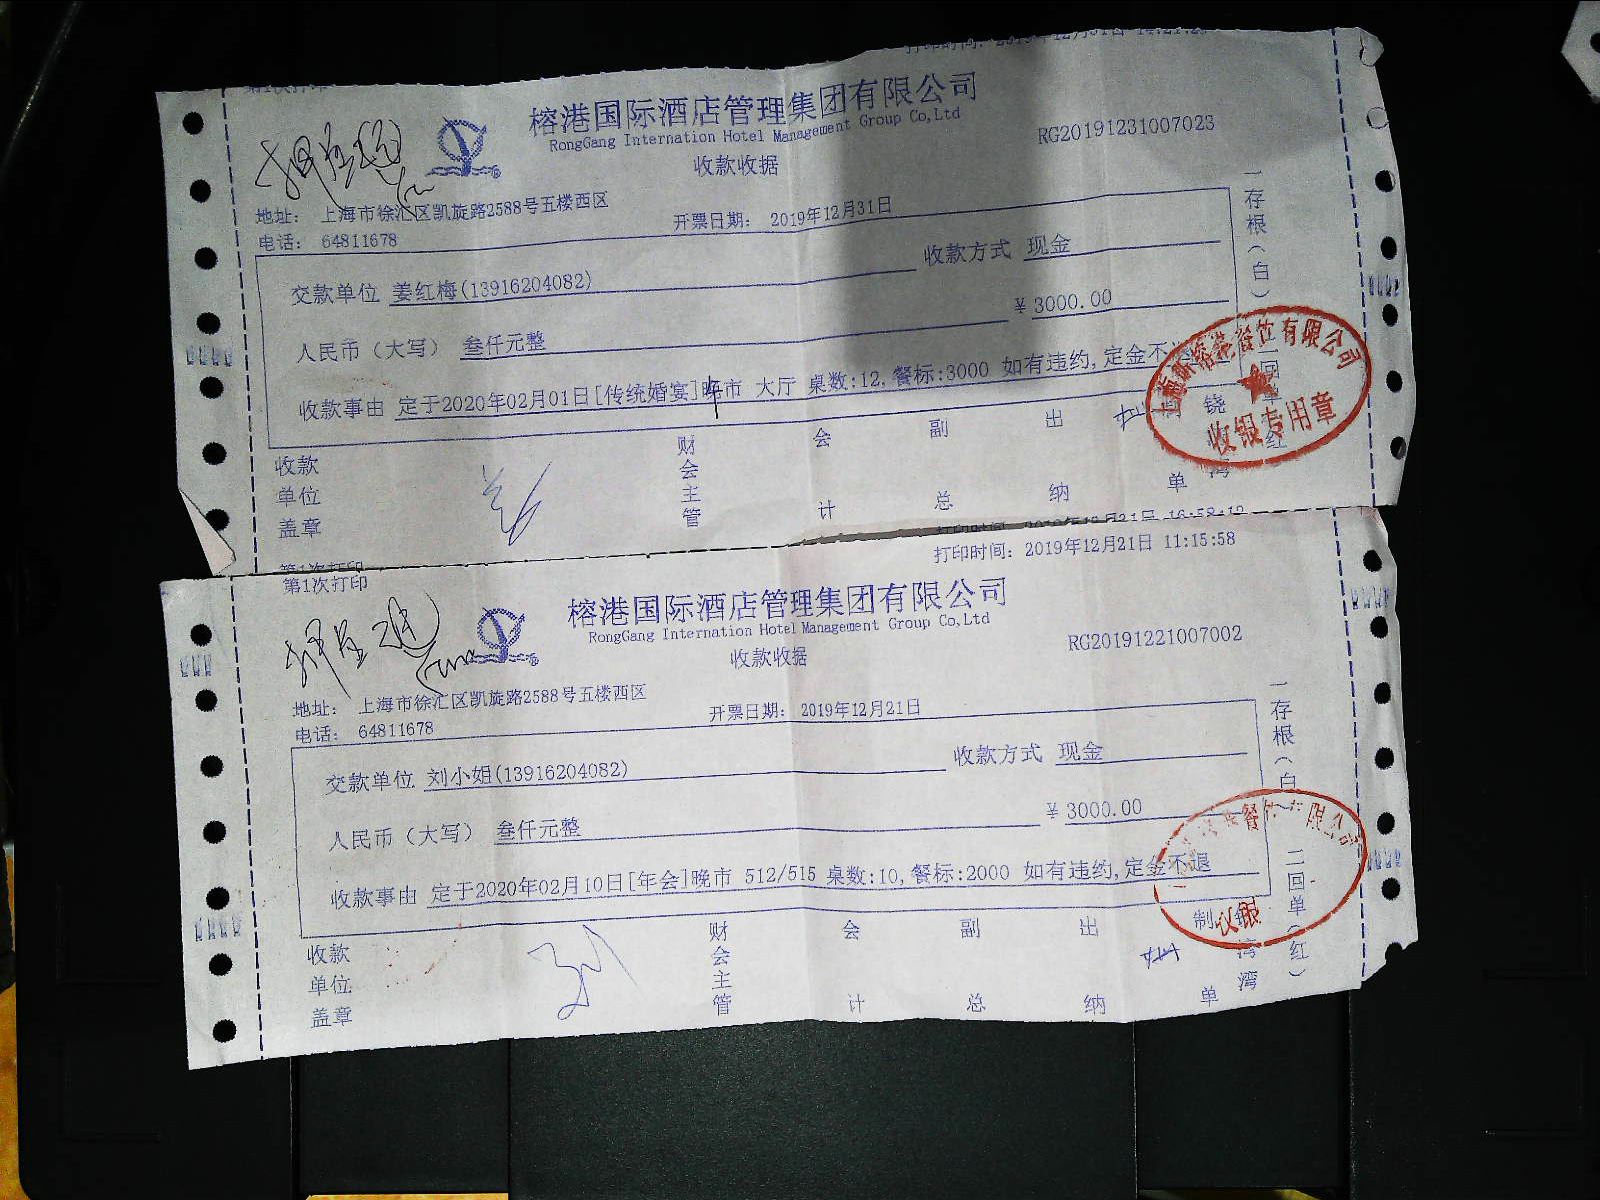 榕港国际酒店管理集团有限公司
RongGang International Hotel Management Group Co,Ltd
收款收据
RG20191231007023
地址： 上海市徐汇区凯旋路2588号五楼西区
电话： 64811678
开票日期： 2019年12月31日
交款单位 姜红梅(13916204082)
收款方式 现金
人民币（大写） 叁仟元整
¥ 3000.00
收款事由 定于2020年02月01日[传统婚宴]晚市 大厅 桌数:12,餐标:3000 如有违约,定金不退
一存根（白）
收款单位盖章
财会主管
会计
副总
出纳
有限公司
收银专用章
第1次打印
打印时间：2019年12月21日 11:15:58
榕港国际酒店管理集团有限公司
RongGang International Hotel Management Group Co,Ltd
收款收据
RG20191221007002
地址： 上海市徐汇区凯旋路2588号五楼西区
电话： 64811678
开票日期： 2019年12月21日
交款单位 刘小姐(13916204082)
收款方式 现金
人民币（大写） 叁仟元整
¥ 3000.00
收款事由 定于2020年02月10日[年会]晚市 512/515 桌数:10,餐标:2000 如有违约,定金不退
一存根（白）
二回单（红）
收款单位盖章
财会主管
会计
副总
出纳
制单